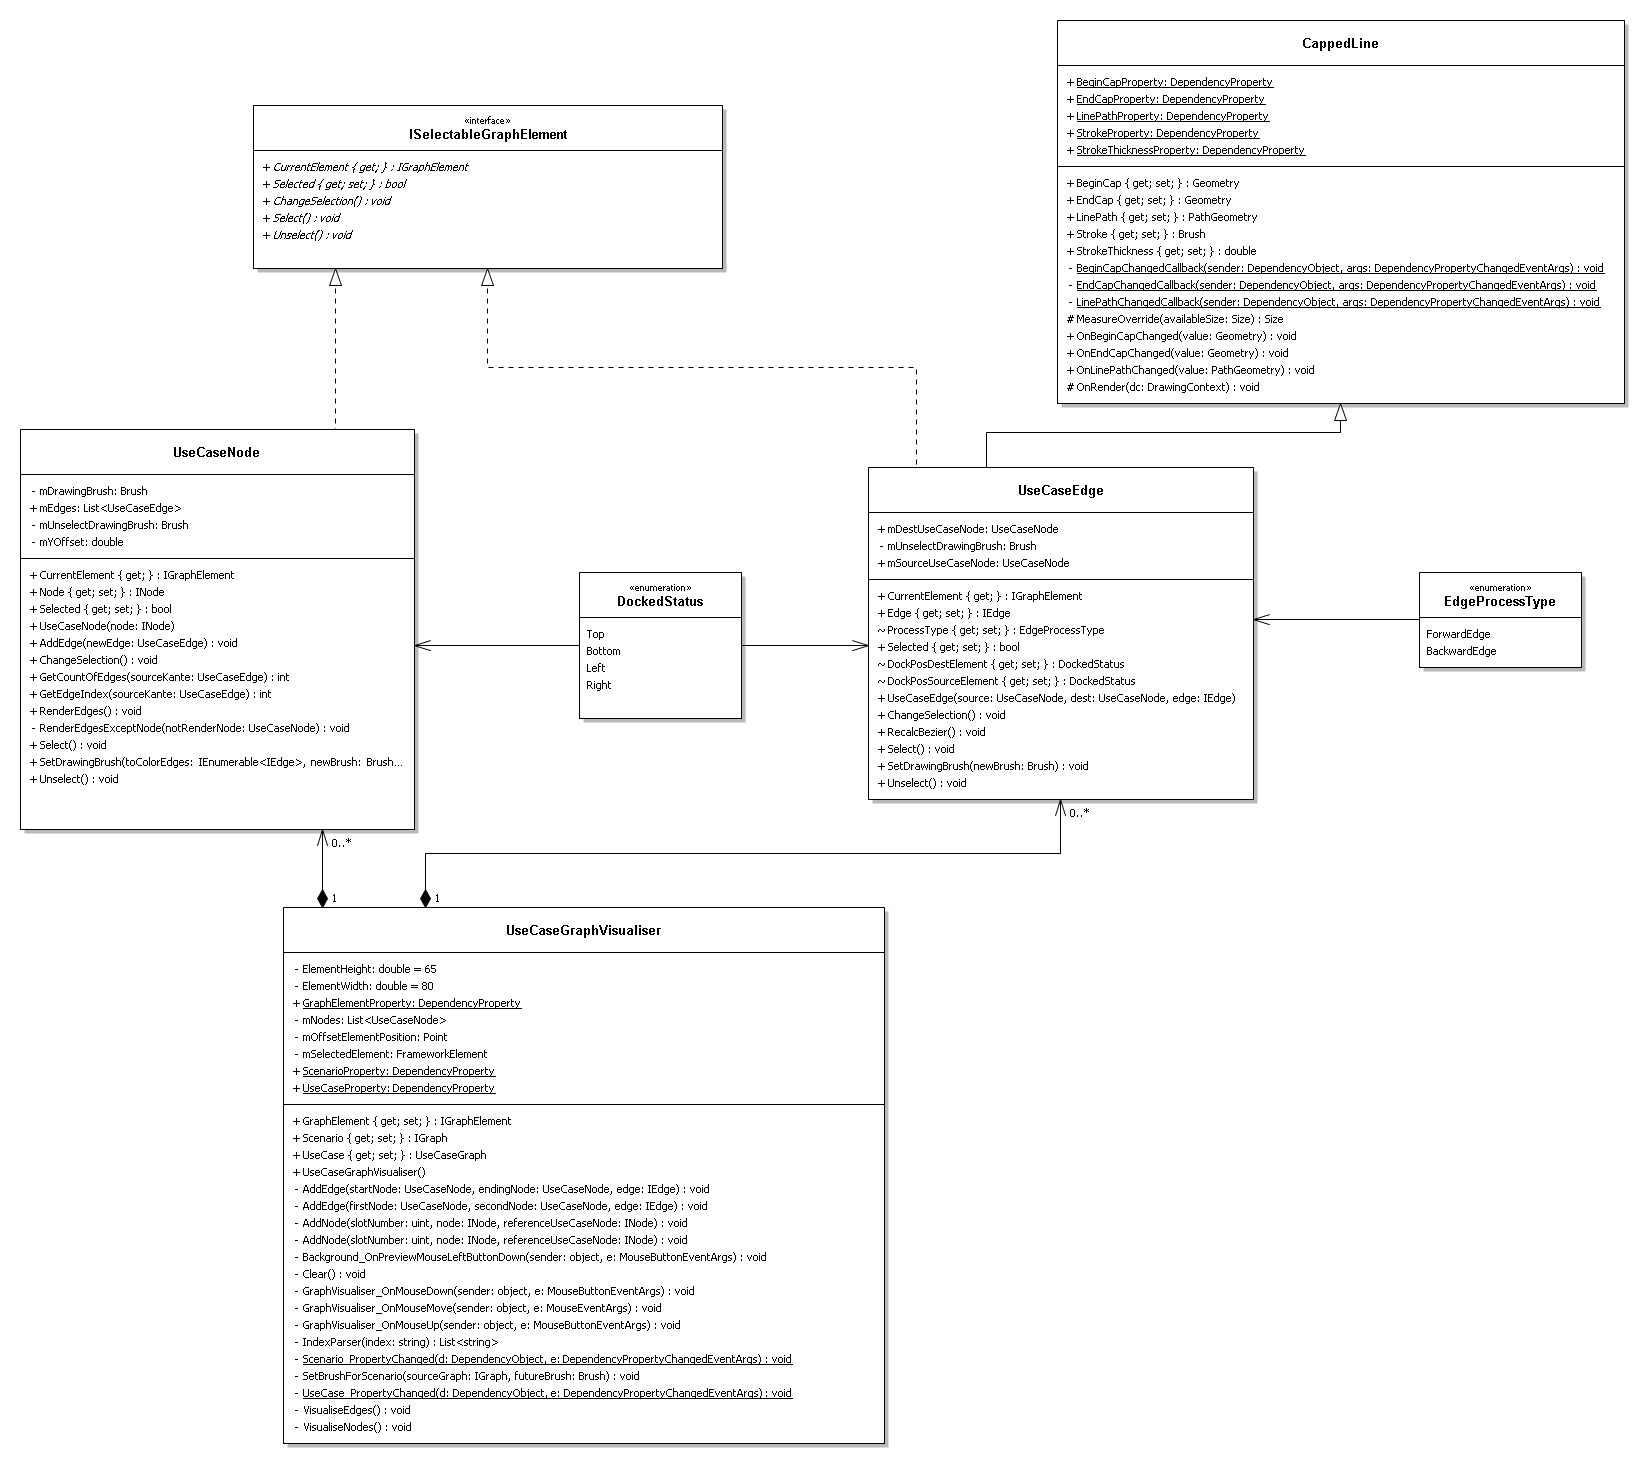 CappedLine
+ BeginCapProperty: DependencyProperty
+ EndCapProperty: DependencyProperty
+ LinePathProperty: DependencyProperty
+ StrokeProperty: DependencyProperty
+ StrokeThicknessProperty: DependencyProperty
+ BeginCap { get; set; } : Geometry
+ EndCap { get; set; } : Geometry
+ LinePath { get; set; } : PathGeometry
+ Stroke { get; set; } : Brush
+ StrokeThickness { get; set; } : double
- BeginCapChangedCallback(sender: DependencyObject, args: DependencyPropertyChangedEventArgs) : void
- EndCapChangedCallback(sender: DependencyObject, args: DependencyPropertyChangedEventArgs) : void
- LinePathChangedCallback(sender: DependencyObject, args: DependencyPropertyChangedEventArgs) : void
# MeasureOverride(availableSize: Size) : Size
+ OnBeginCapChanged(value: Geometry) : void
+ OnEndCapChanged(value: Geometry) : void
+ OnLinePathChanged(value: PathGeometry) : void
# OnRender(dc: DrawingContext) : void
«interface»
ISelectableGraphElement
+ CurrentElement { get; } : IGraphElement
+ Selected { get; set; } : bool
+ ChangeSelection() : void
+ Select() : void
+ Unselect() : void
UseCaseNode
- mDrawingBrush: Brush
+ mEdges: List<UseCaseEdge>
- mUnselectDrawingBrush: Brush
- mYOffset: double
+ CurrentElement { get; } : IGraphElement
+ Node { get; set; } : INode
+ Selected { get; set; } : bool
+ UseCaseNode(node: INode)
+ AddEdge(newEdge: UseCaseEdge) : void
+ ChangeSelection() : void
+ GetCountOfEdges(sourceKante: UseCaseEdge) : int
+ GetEdgeIndex(sourceKante: UseCaseEdge) : int
+ RenderEdges() : void
- RenderEdgesExceptNode(notRenderNode: UseCaseNode) : void
+ Select() : void
+ SetDrawingBrush(toColorEdges: IEnumerable<IEdge>, newBrush: Brush...
+ Unselect() : void
«enumeration»
DockedStatus
Top
Bottom
Left
Right
UseCaseEdge
+ mDestUseCaseNode: UseCaseNode
- mUnselectDrawingBrush: Brush
+ mSourceUseCaseNode: UseCaseNode
+ CurrentElement { get; } : IGraphElement
+ Edge { get; set; } : IEdge
~ ProcessType { get; set; } : EdgeProcessType
+ Selected { get; set; } : bool
~ DockPosDestElement { get; set; } : DockedStatus
~ DockPosSourceElement { get; set; } : DockedStatus
+ UseCaseEdge(source: UseCaseNode, dest: UseCaseNode, edge: IEdge)
+ ChangeSelection() : void
+ RecalcBezier() : void
+ Select() : void
+ SetDrawingBrush(newBrush: Brush) : void
+ Unselect() : void
«enumeration»
EdgeProcessType
ForwardEdge
BackwardEdge
0..*
0..*
1
1
UseCaseGraphVisualiser
- ElementHeight: double = 65
- ElementWidth: double = 80
+ GraphElementProperty: DependencyProperty
- mNodes: List<UseCaseNode>
- mOffsetElementPosition: Point
- mSelectedElement: FrameworkElement
+ ScenarioProperty: DependencyProperty
+ UseCaseProperty: DependencyProperty
+ GraphElement { get; set; } : IGraphElement
+ Scenario { get; set; } : IGraph
+ UseCase { get; set; } : UseCaseGraph
+ UseCaseGraphVisualiser()
- AddEdge(startNode: UseCaseNode, endingNode: UseCaseNode, edge: IEdge) : void
- AddEdge(firstNode: UseCaseNode, secondNode: UseCaseNode, edge: IEdge) : void
- AddNode(slotNumber: uint, node: INode, referenceUseCaseNode: INode) : void
- AddNode(slotNumber: uint, node: INode, referenceUseCaseNode: INode) : void
- Background_OnPreviewMouseLeftButtonDown(sender: object, e: MouseButtonEventArgs) : void
- Clear() : void
- GraphVisualiser_OnMouseDown(sender: object, e: MouseButtonEventArgs) : void
- GraphVisualiser_OnMouseMove(sender: object, e: MouseEventArgs) : void
- GraphVisualiser_OnMouseUp(sender: object, e: MouseButtonEventArgs) : void
- IndexParser(index: string) : List<string>
- Scenario_PropertyChanged(d: DependencyObject, e: DependencyPropertyChangedEventArgs) : void
- SetBrushForScenario(sourceGraph: IGraph, futureBrush: Brush) : void
- UseCase_PropertyChanged(d: DependencyObject, e: DependencyPropertyChangedEventArgs) : void
- VisualiseEdges() : void
- VisualiseNodes() : void